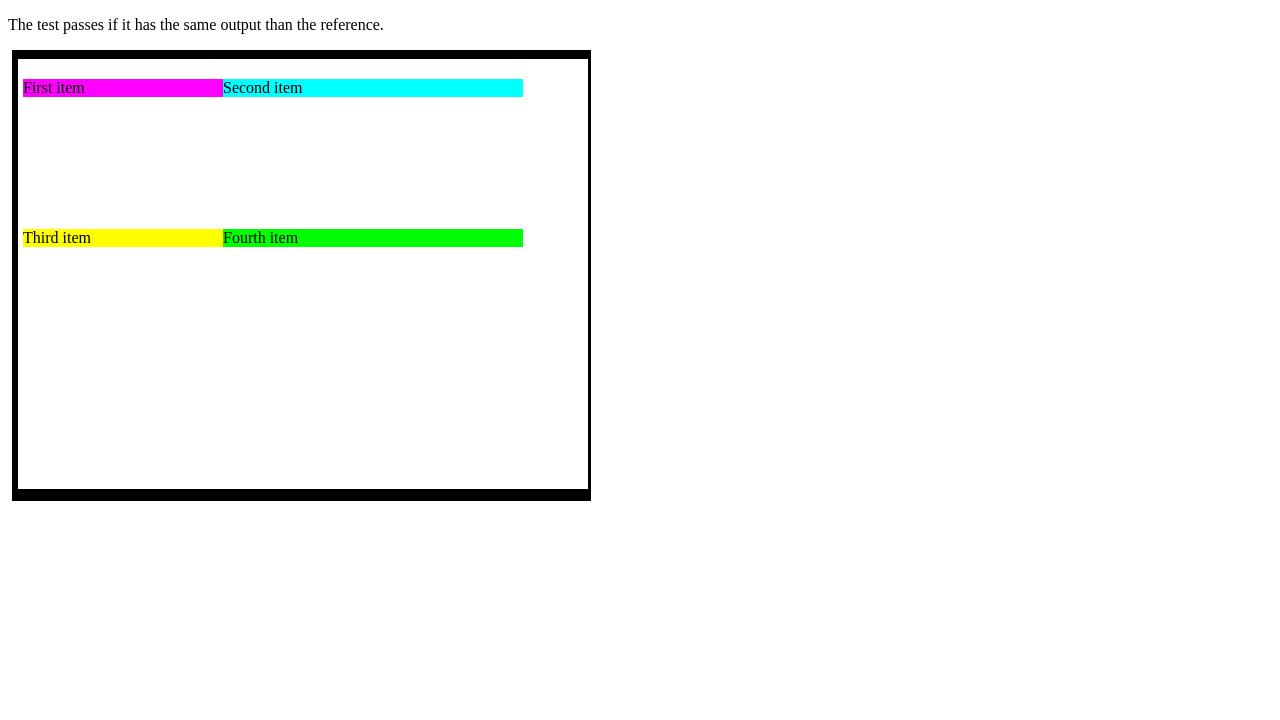 The test passes if it has the same output than the reference.
First item Second item
Third item Fourth item